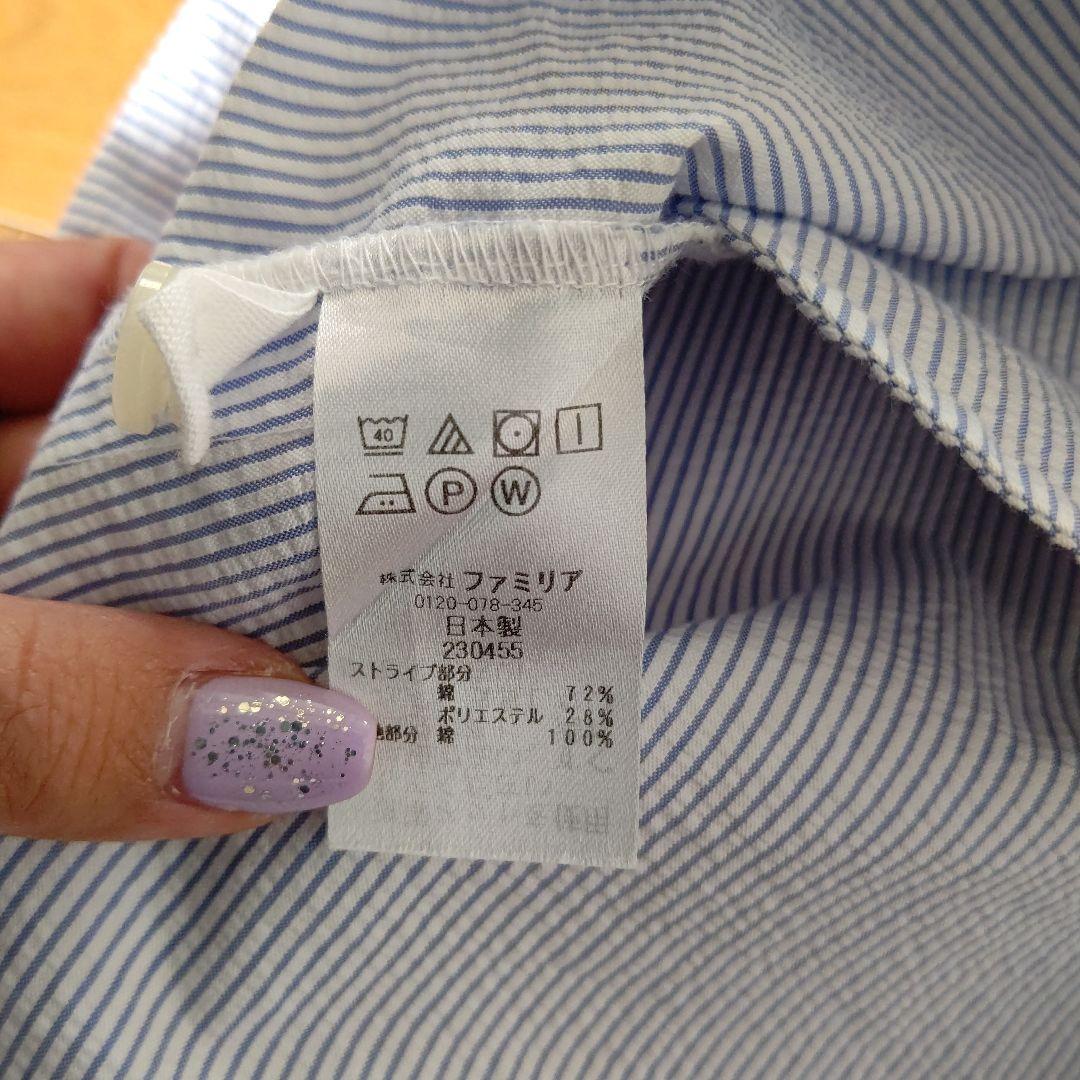 40
P W
株式会社 ファミリア
0120-078-345
日本製
230455
ストライプ部分
綿 72%
ポリエステル 28%
部分 綿 100%